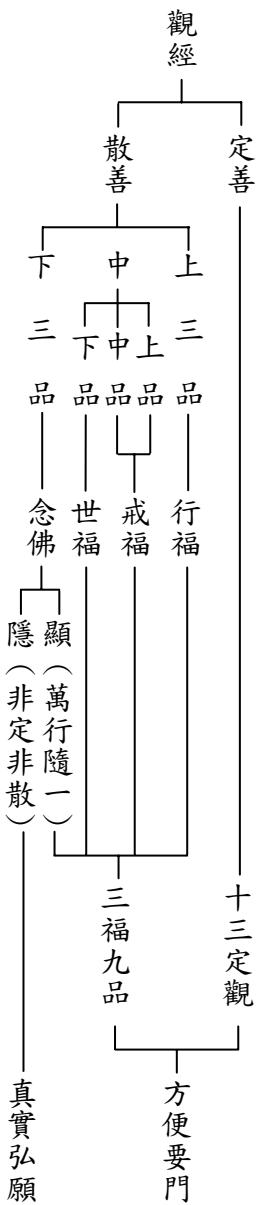 觀經
定善
散善
上三品
中
上品
中品
下品
下三品
行福
戒福
世福
念佛
顯（萬行隨一）
隱（非定非散）
十三定觀
三福九品
方便要門
真實弘願